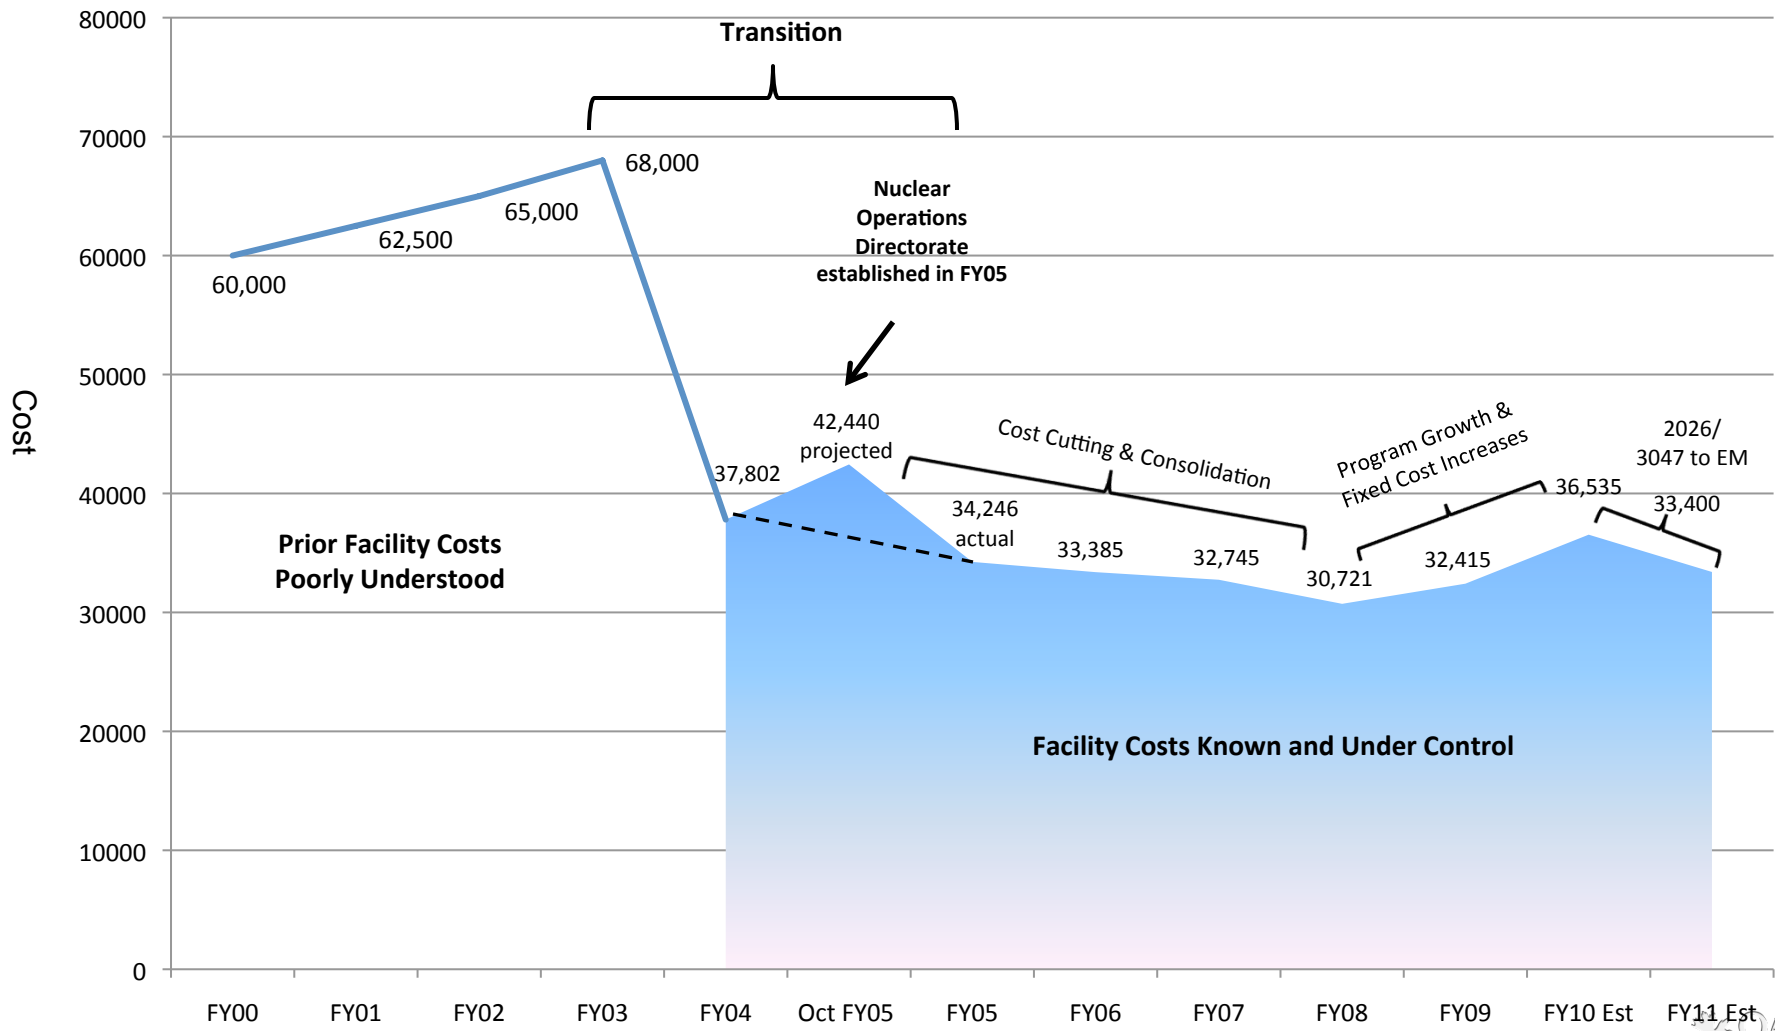 80000
70000
60000
50000
40000
30000
20000
10000
0
Cost
Transition
60,000
62,500
65,000
68,000
Nuclear
Operations
Directorate
established in FY05
37,802
42,440
projected
34,246
actual
33,385
32,745
30,721
32,415
36,535
33,400
Cost Cutting & Consolidation
Program Growth &
Fixed Cost Increases
2026/
3047 to EM
Prior Facility Costs
Poorly Understood
Facility Costs Known and Under Control
FY00
FY01
FY02
FY03
FY04
Oct FY05
FY05
FY06
FY07
FY08
FY09
FY10 Est
FY11 Est